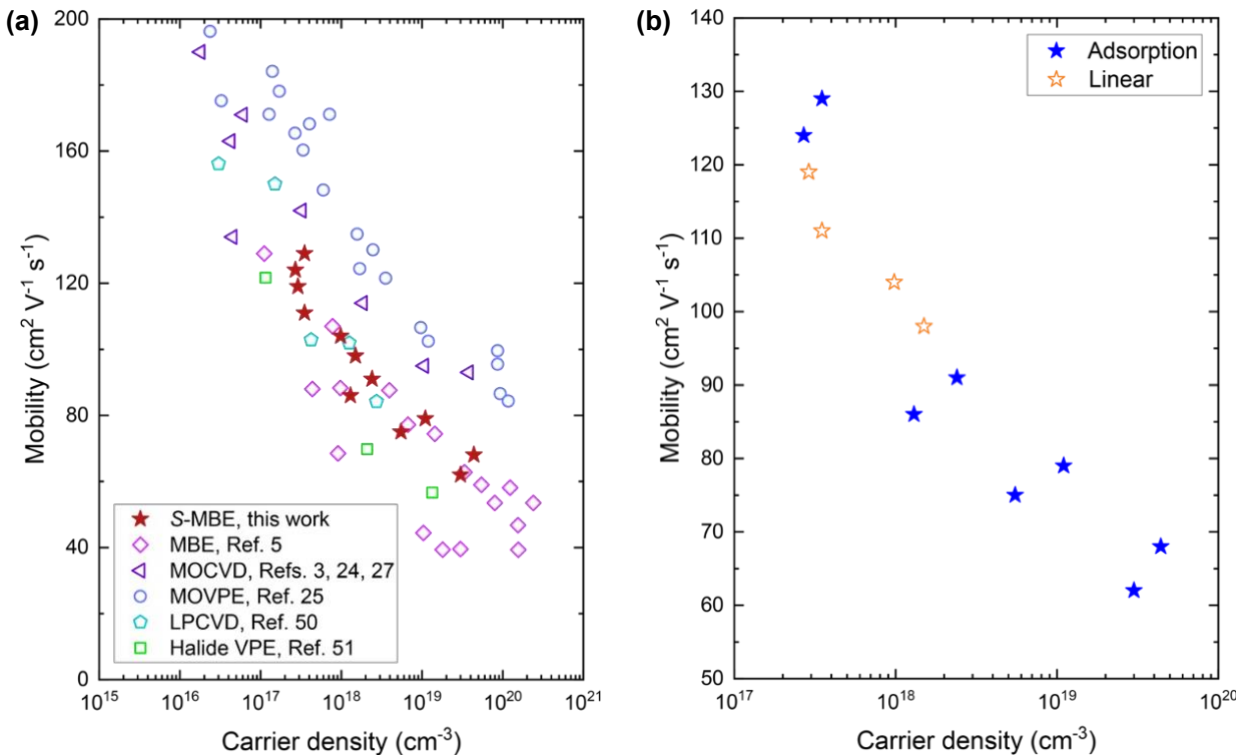 (a)
200
160
120
80
40
0
Mobility (cm² V⁻¹ s⁻¹)
S-MBE, this work
MBE, Ref. 5
MOCVD, Refs. 3, 24, 27
MOVPE, Ref. 25
LPCVD, Ref. 50
Halide VPE, Ref. 51
10¹⁵ 10¹⁶ 10¹⁷ 10¹⁸ 10¹⁹ 10²⁰ 10²¹
Carrier density (cm⁻³)
(b)
140
130
120
110
100
90
80
70
60
50
Mobility (cm² V⁻¹ s⁻¹)
Adsorption
Linear
10¹⁷ 10¹⁸ 10¹⁹ 10²⁰
Carrier density (cm⁻³)